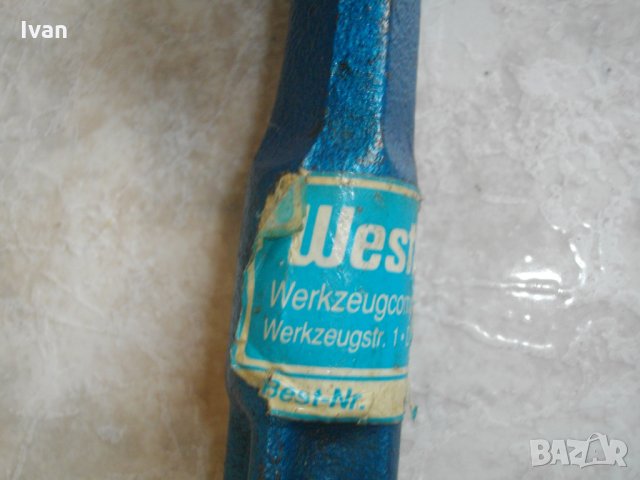 Ivan
West
Werkzeugcom
Werkzeugstr. 1 ·
Best-Nr.
BAZAR